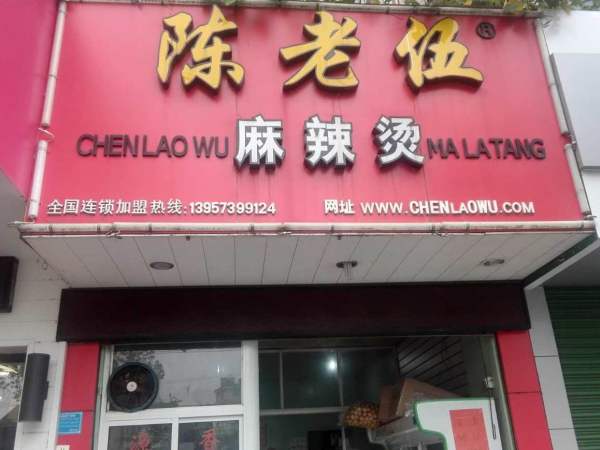 陈老伍®
CHEN LAO WU 麻辣烫 MA LA TANG
全国连锁加盟热线:13957399124 网址 WWW.CHENLAOWU.COM